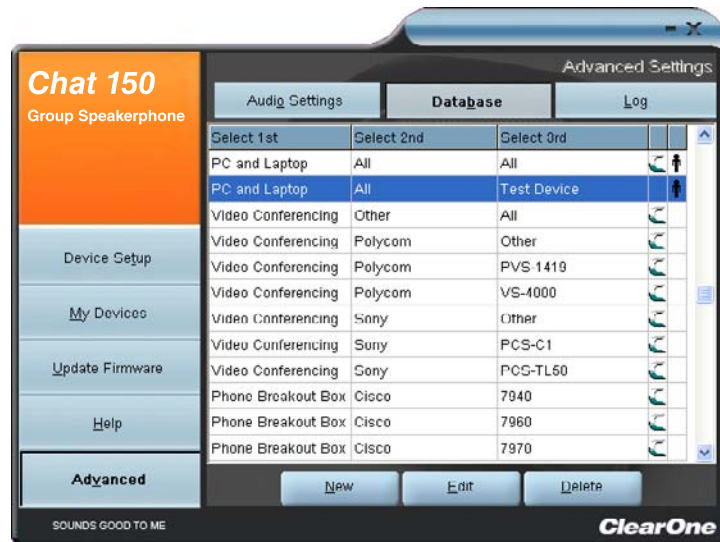 Advanced Settings
Chat 150
Group Speakerphone
Audio Settings
Database
Log
Select 1st Select 2nd Select 3rd
PC and Laptop All All
PC and Laptop All Test Device
Video Conferencing Other All
Video Conferencing Polycom Other
Video Conferencing Polycom PVS-1419
Video Conferencing Polycom VS-4000
Video Conferencing Sony Other
Video Conferencing Sony PCS-C1
Video Conferencing Sony PCS-TL50
Phone Breakout Box Cisco 7940
Phone Breakout Box Cisco 7960
Phone Breakout Box Cisco 7970
Device Setup
My Devices
Update Firmware
Help
Advanced
New
Edit
Delete
SOUNDS GOOD TO ME
ClearOne